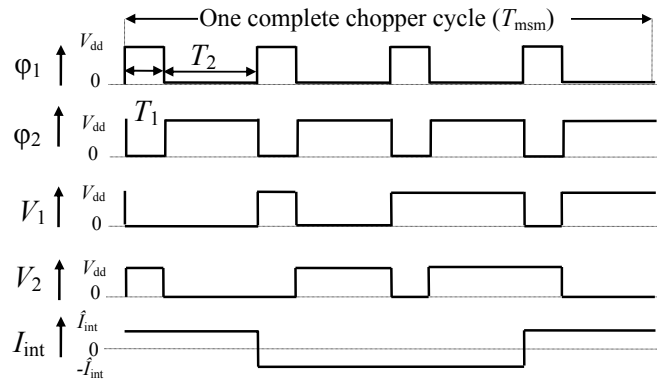 One complete chopper cycle (Tmsm)
φ1
Vdd
0
T2
T1
φ2
Vdd
0
V1
Vdd
0
V2
Vdd
0
Iint
Îint
0
-Îint